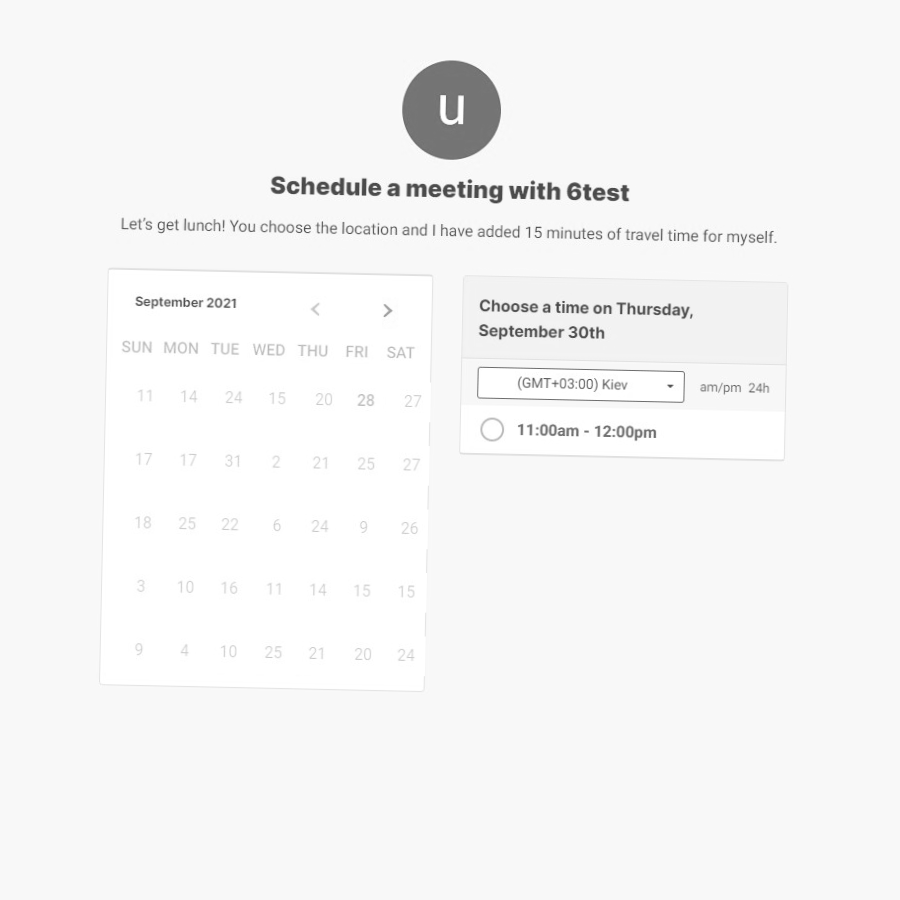 u
Schedule a meeting with 6test
Let's get lunch! You choose the location and I have added 15 minutes of travel time for myself.
September 2021
SUN MON TUE WED THU FRI SAT
11 14 24 15 20 28 27
17 17 31 2 21 25 27
18 25 22 6 24 9 26
3 10 16 11 14 15 15
9 4 10 25 21 20 24
Choose a time on Thursday,
September 30th
(GMT+03:00) Kiev am/pm 24h
11:00am - 12:00pm